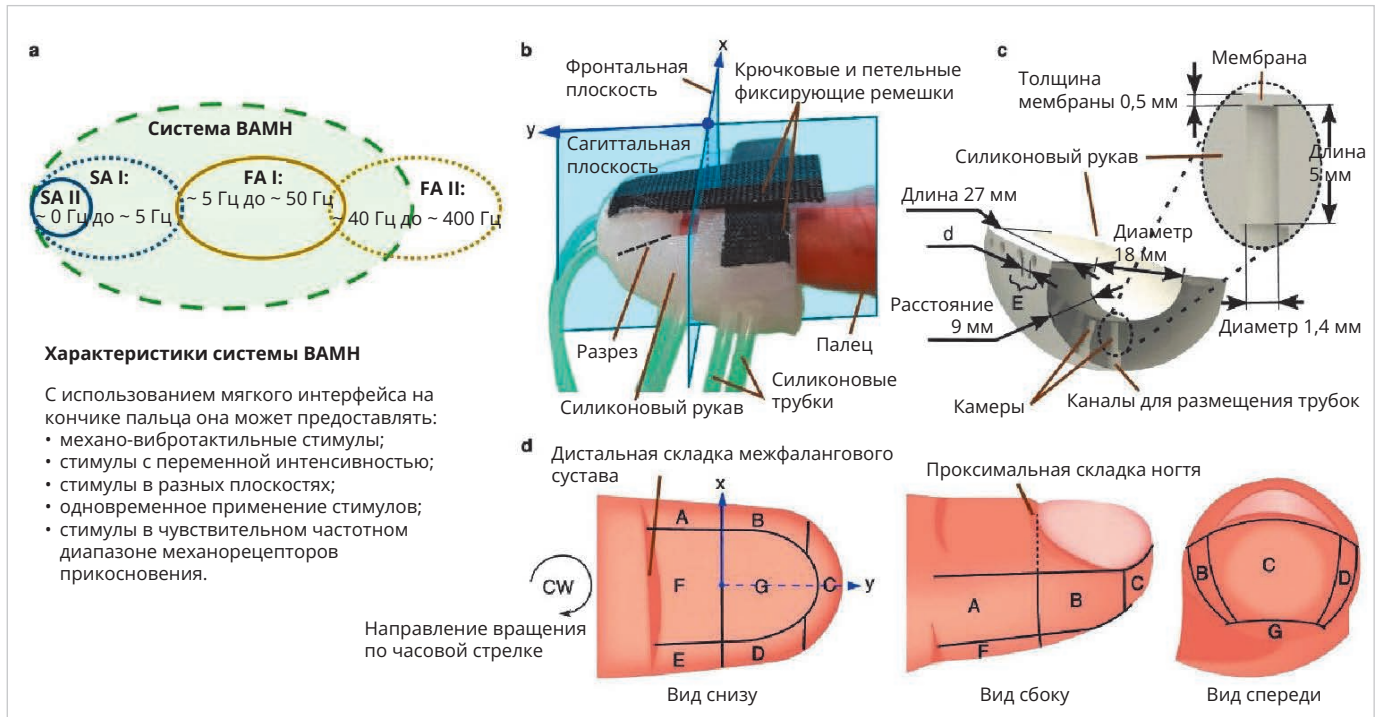 a
Система BAMH
SA II
SA I:
~ 0 Гц до ~ 5 Гц
FA I:
~ 5 Гц до ~ 50 Гц
FA II:
~ 40 Гц до ~ 400 Гц
Характеристики системы BAMH
С использованием мягкого интерфейса на
кончике пальца она может предоставлять:
• механо-вибротактильные стимулы;
• стимулы с переменной интенсивностью;
• стимулы в разных плоскостях;
• одновременное применение стимулов;
• стимулы в чувствительном частотном
диапазоне механорецепторов
прикосновения.
b
x
Фронтальная
плоскость
Крючковые и петельные
фиксирующие ремешки
y
Сагиттальная
плоскость
Разрез
Палец
Силиконовый рукав
Силиконовые
трубки
c
Мембрана
Толщина
мембраны 0,5 мм
Силиконовый рукав
Длина
5 мм
Длина 27 мм
d
Диаметр
18 мм
E
Расстояние
9 мм
Диаметр 1,4 мм
Камеры
Каналы для размещения трубок
d
Дистальная складка межфалангового
сустава
x
A
B
F
G
C
y
E
D
CW
Направление вращения
по часовой стрелке
Вид снизу
Проксимальная складка ногтя
A
B
C
F
Вид сбоку
B
C
D
G
Вид спереди